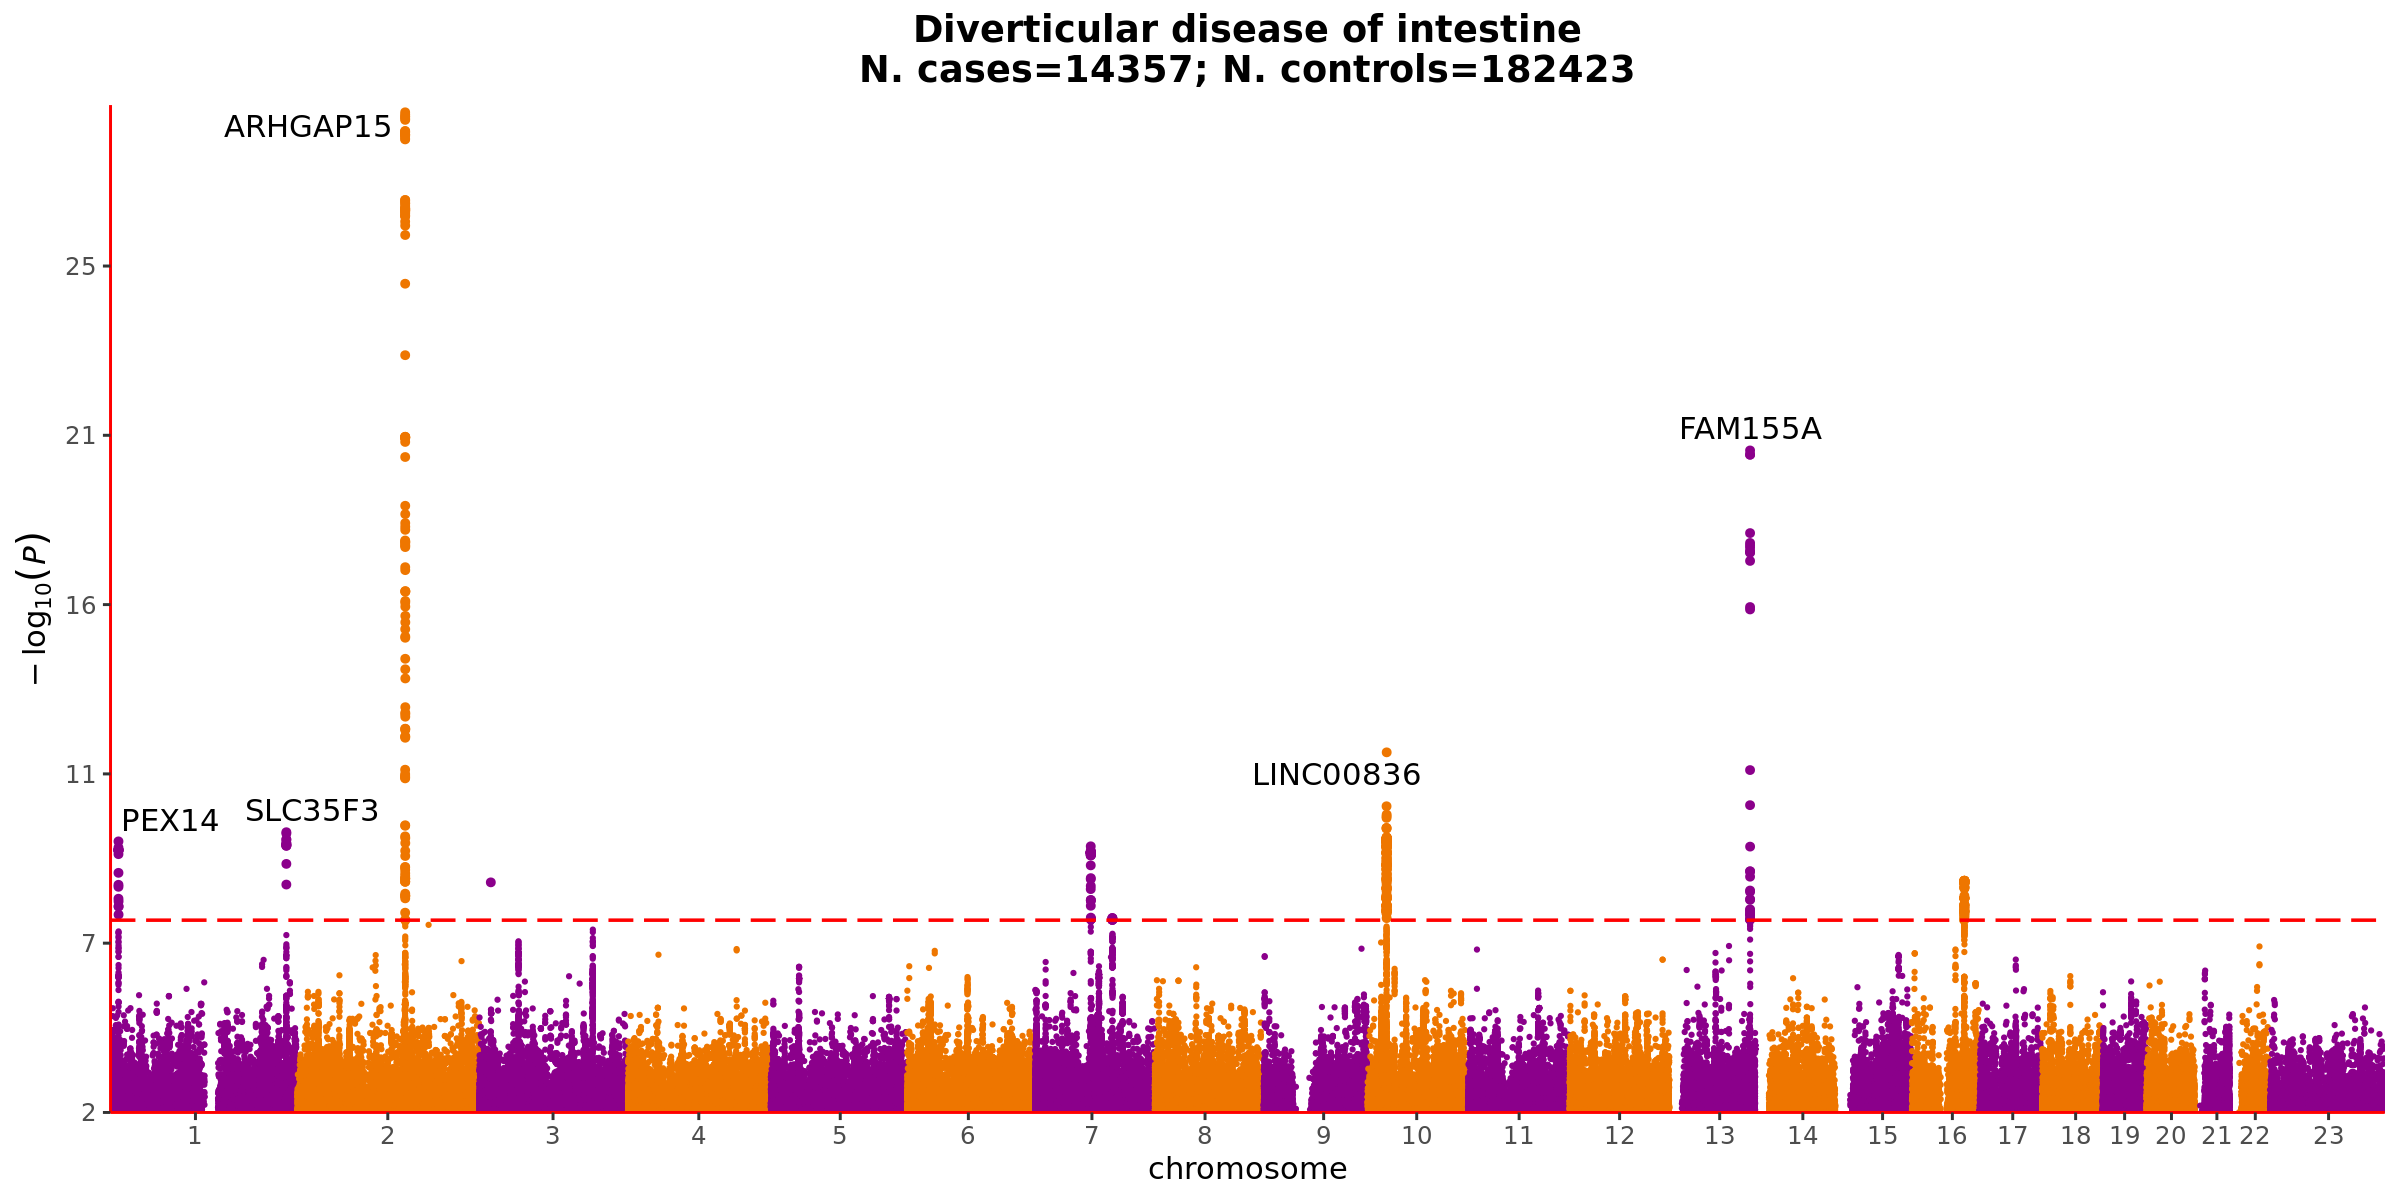 Diverticular disease of intestine
N. cases=14357; N. controls=182423
ARHGAP15
25
21
FAM155A
−log10(P)
16
11
LINC00836
PEX14
SLC35F3
7
2
1 2 3 4 5 6 7 8 9 10 11 12 13 14 15 16 17 18 19 20 21 22 23
chromosome